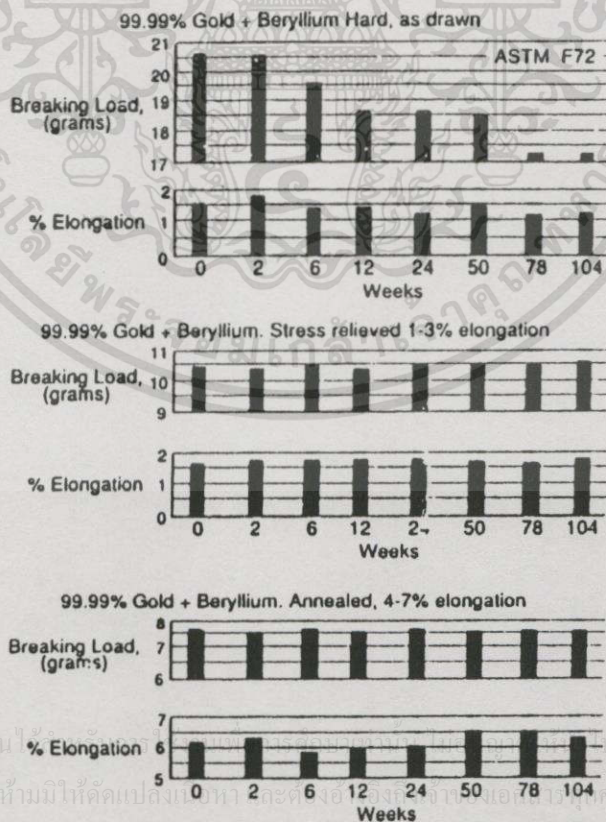 99.99% Gold + Beryllium Hard, as drawn
ASTM F72
Breaking Load,
(grams)
21
20
19
18
17
% Elongation
2
1
0
0 2 6 12 24 50 78 104
Weeks
99.99% Gold + Beryllium. Stress relieved 1-3% elongation
Breaking Load,
(grams)
11
10
9
% Elongation
2
1
0
0 2 6 12 50 78 104
Weeks
99.99% Gold + Beryllium. Annealed, 4-7% elongation
Breaking Load,
(grams)
8
7
6
% Elongation
7
6
5
0 2 6 12 24 50 78 104
Weeks